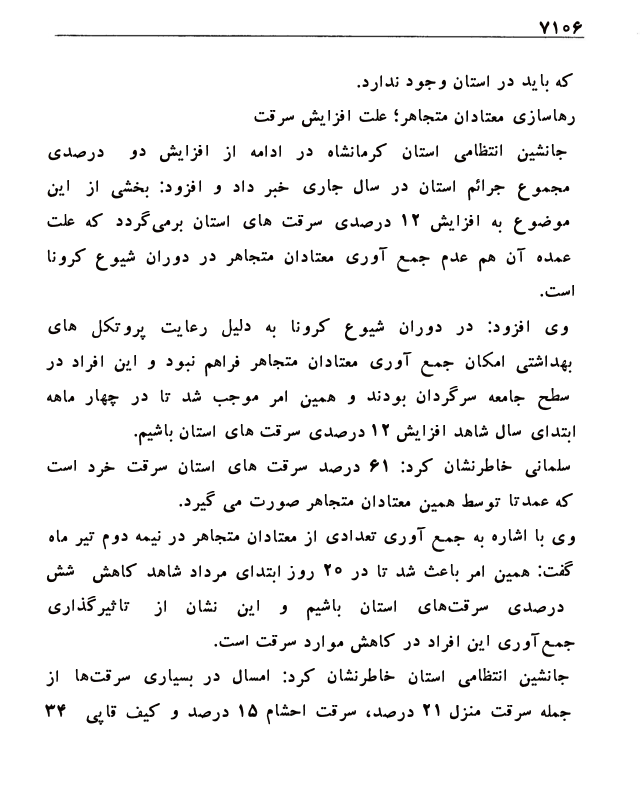 ۷۱۰۶
که باید در استان وجود ندارد.
رهاسازی معتادان متجاهر؛ علت افزایش سرقت
جانشین انتظامی استان کرمانشاه در ادامه از افزایش دو درصدی
مجموع جرائم استان در سال جاری خبر داد و افزود: بخشی از این
موضوع به افزایش ۱۲ درصدی سرقت های استان برمی‌گردد که علت
عمده آن هم عدم جمع آوری معتادان متجاهر در دوران شیوع کرونا
است.
وی افزود: در دوران شیوع کرونا به دلیل رعایت پروتکل های
بهداشتی امکان جمع آوری معتادان متجاهر فراهم نبود و این افراد در
سطح جامعه سرگردان بودند و همین امر موجب شد تا در چهار ماهه
ابتدای سال شاهد افزایش ۱۲ درصدی سرقت های استان باشیم.
سلمانی خاطرنشان کرد: ۶۱ درصد سرقت های استان سرقت خرد است
که عمدتا توسط همین معتادان متجاهر صورت می گیرد.
وی با اشاره به جمع آوری تعدادی از معتادان متجاهر در نیمه دوم تیر ماه
گفت: همین امر باعث شد تا در ۲۰ روز ابتدای مرداد شاهد کاهش شش
درصدی سرقت‌های استان باشیم و این نشان از تاثیرگذاری
جمع‌آوری این افراد در کاهش موارد سرقت است.
جانشین انتظامی استان خاطرنشان کرد: امسال در بسیاری سرقت‌ها از
جمله سرقت منزل ۲۱ درصد، سرقت احشام ۱۵ درصد و کیف قاپی ۳۴